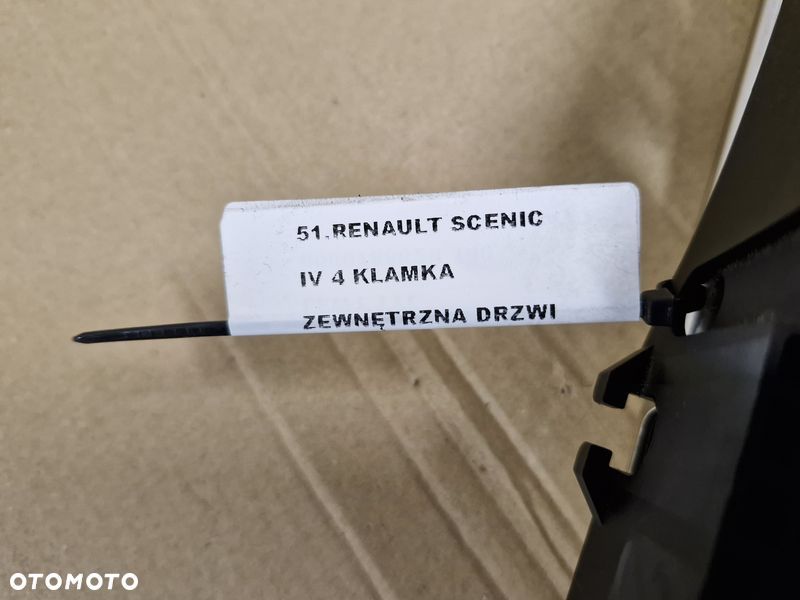 51.RENAULT SCENIC
IV 4 KLAMKA
ZEWNĘTRZNA DRZWI
OTOMOTO